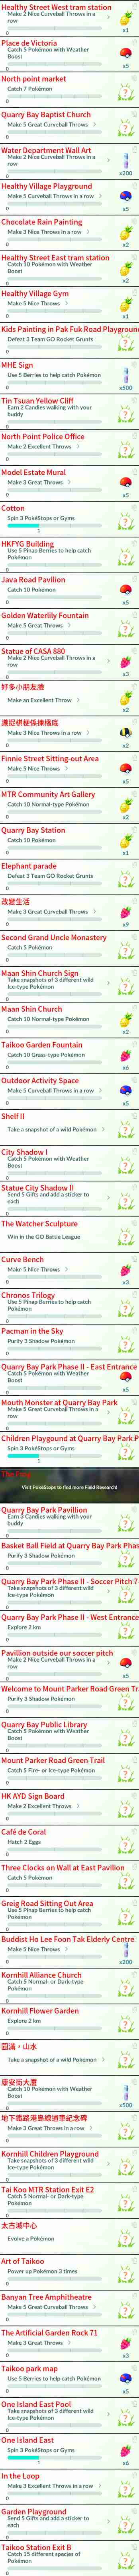 Healthy Street West tram station
Make 2 Nice Curveball Throws in a
row
0
x1
Place de Victoria
Catch 5 Pokémon with Weather
Boost
0
x5
North point market
Catch 7 Pokémon
0
Quarry Bay Baptist Church
Make 5 Great Curveball Throws
0
Water Department Wall Art
Make 2 Nice Curveball Throws in a
row
0
x200
Healthy Village Playground
Make 5 Curveball Throws in a row
0
x5
Chocolate Rain Painting
Make 3 Nice Throws in a row
0
x2
Healthy Street East tram station
Catch 10 Pokémon with Weather
Boost
0
x2
Healthy Village Gym
Make 5 Nice Throws
0
x1
Kids Painting in Pak Fuk Road Playground
Defeat 3 Team GO Rocket Grunts
0
MHE Sign
Use 5 Berries to help catch Pokémon
0
x500
Tin Tsuan Yellow Cliff
Earn 2 Candies walking with your
buddy
0
North Point Police Office
Make 2 Excellent Throws
0
Model Estate Mural
Make 3 Great Throws
0
x5
Cotton
Spin 3 PokéStops or Gyms
1
HKFYG Building
Use 5 Pinap Berries to help catch
Pokémon
0
Java Road Pavilion
Catch 10 Pokémon
0
x5
Golden Waterlily Fountain
Make 5 Great Throws
0
Statue of CASA 880
Make 2 Nice Curveball Throws in a
row
0
x3
好多小朋友臉
Make an Excellent Throw
0
x2
識捉棋梗係揀橋底
Make 3 Nice Throws in a row
0
x2
Finnie Street Sitting-out Area
Make 5 Nice Throws
0
x5
MTR Community Art Gallery
Catch 10 Normal-type Pokémon
0
x2
Quarry Bay Station
Catch 10 Pokémon
0
x1
Elephant parade
Defeat 3 Team GO Rocket Grunts
0
改變生活
Make 3 Great Curveball Throws
0
x9
Second Grand Uncle Monastery
Catch 5 Pokémon
0
Maan Shin Church Sign
Take snapshots of 3 different wild
Ice-type Pokémon
0
Maan Shin Church
Catch 10 Normal-type Pokémon
0
x2
Taikoo Garden Fountain
Catch 10 Grass-type Pokémon
0
x6
Outdoor Activity Space
Make 5 Curveball Throws in a row
0
x5
Shelf II
Take a snapshot of a wild Pokémon
0
City Shadow I
Catch 5 Pokémon with Weather
Boost
0
Statue City Shadow II
Send 5 Gifts and add a sticker to
each
0
The Watcher Sculpture
Win in the GO Battle League
0
Curve Bench
Make 5 Nice Throws
0
x3
Chronos Trilogy
Use 5 Pinap Berries to help catch
Pokémon
0
Pacman in the Sky
Purify 3 Shadow Pokémon
0
Quarry Bay Park Phase II - East Entrance
Catch 5 Pokémon with Weather
Boost
0
x5
Mouth Monster at Quarry Bay Park
Make 5 Great Curveball Throws in a
row
0
Children Playground at Quarry Bay Park P
Spin 3 PokéStops or Gyms
1
Visit PokéStops to find more Field Research!
Quarry Bay Park Pavillion
Earn 3 Candies walking with your
buddy
0
Basket Ball Field at Quarry Bay Park Phas
Purify 3 Shadow Pokémon
0
Quarry Bay Park Phase II - Soccer Pitch 7-
Take snapshots of 3 different wild
Ice-type Pokémon
0
Quarry Bay Park Phase II - West Entrance
Explore 2 km
0
Pavillion outside our soccer pitch
Make 2 Nice Curveball Throws in a
row
0
x5
Welcome to Mount Parker Road Green Tr
Purify 3 Shadow Pokémon
0
Quarry Bay Public Library
Catch 5 Pokémon with Weather
Boost
0
Mount Parker Road Green Trail
Catch 5 Fire- or Ice-type Pokémon
0
HK AYD Sign Board
Make 2 Excellent Throws
0
Café de Coral
Hatch 2 Eggs
0
Three Clocks on Wall at East Pavilion
Catch 5 Pokémon
0
Greig Road Sitting Out Area
Use 5 Pinap Berries to help catch
Pokémon
0
Buddist Ho Lee Foon Tak Elderly Centre
Make 5 Nice Throws
0
x200
Kornhill Alliance Church
Catch 5 Normal- or Dark-type
Pokémon
0
Kornhill Flower Garden
Explore 2 km
0
圓滿，山水
Take a snapshot of a wild Pokémon
0
康安街大廈
Catch 10 Pokémon with Weather
Boost
0
x500
地下鐵路港島線通車紀念碑
Make 3 Great Throws in a row
0
Kornhill Children Playground
Take snapshots of 3 different wild
Ice-type Pokémon
0
Tai Koo MTR Station Exit E2
Catch 5 Normal- or Dark-type
Pokémon
0
太古城中心
Evolve a Pokémon
0
Art of Taikoo
Power up Pokémon 3 times
0
Banyan Tree Amphitheatre
Make 5 Great Curveball Throws
0
The Artificial Garden Rock 71
Make 3 Great Throws
0
x3
Taikoo park map
Use 5 Berries to help catch Pokémon
0
x5
One Island East Pool
Take snapshots of 3 different wild
Ice-type Pokémon
0
One Island East
Spin 3 PokéStops or Gyms
1
x6
In the Loop
Make 3 Excellent Throws in a row
0
Garden Playground
Send 5 Gifts and add a sticker to
each
0
Taikoo Station Exit B
Catch 15 different species of
Pokémon
0